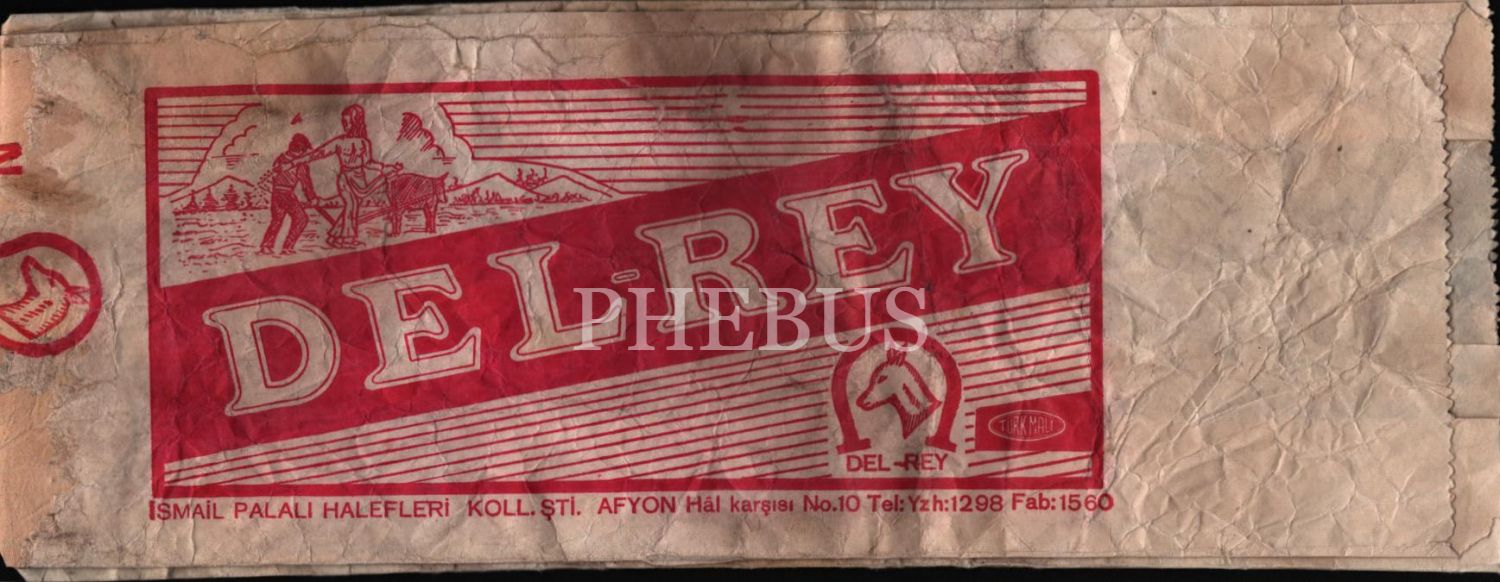 DEL-REY
PHEBUS
DEL-REY
TÜRK MALI
İSMAİL PALALI HALEFLERİ KOLL. ŞTİ. AFYON Hâl karşısı No.10 Tel: Yzh:1298 Fab:1560